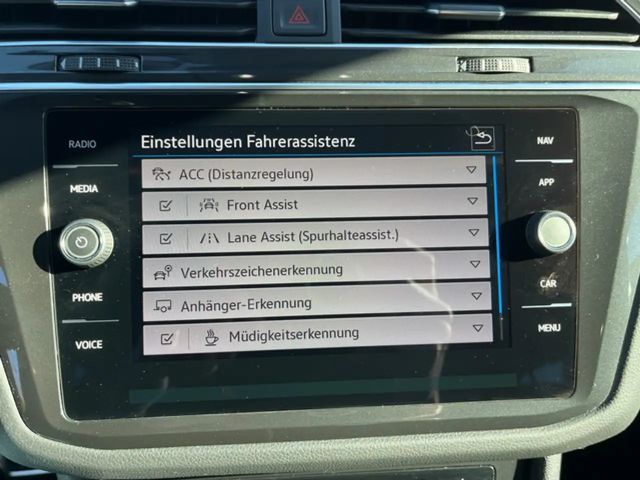 RADIO
MEDIA
PHONE
VOICE
Einstellungen Fahrerassistenz
ACC (Distanzregelung)
Front Assist
Lane Assist (Spurhalteassist.)
Verkehrszeichenerkennung
Anhänger-Erkennung
Müdigkeitserkennung
NAV
APP
CAR
MENU